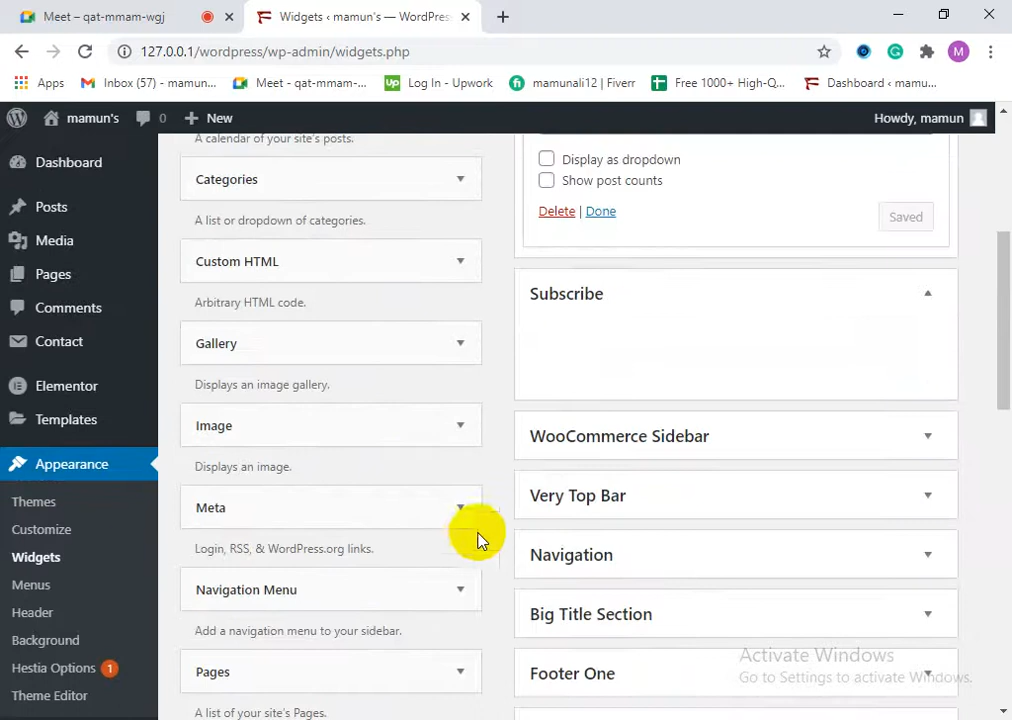 Meet – qat-mmam-wgj
Widgets ‹ mamun's — WordPres
127.0.0.1/wordpress/wp-admin/widgets.php
M
Apps
Inbox (57) - mamun...
Meet - qat-mmam-...
Log In - Upwork
mamunali12 | Fiverr
Free 1000+ High-Q...
Dashboard ‹ mamu...
mamun's
0
New
Howdy, mamun
Dashboard
Posts
Media
Pages
Comments
Contact
Elementor
Templates
Appearance
Themes
Customize
Widgets
Menus
Header
Background
Hestia Options 1
Theme Editor
A calendar of your site's posts.
Categories
A list or dropdown of categories.
Custom HTML
Arbitrary HTML code.
Gallery
Displays an image gallery.
Image
Displays an image.
Meta
Login, RSS, & WordPress.org links.
Navigation Menu
Add a navigation menu to your sidebar.
Pages
A list of your site's Pages.
Display as dropdown
Show post counts
Delete | Done
Saved
Subscribe
WooCommerce Sidebar
Very Top Bar
Navigation
Big Title Section
Footer One
Activate Windows
Go to Settings to activate Windows.